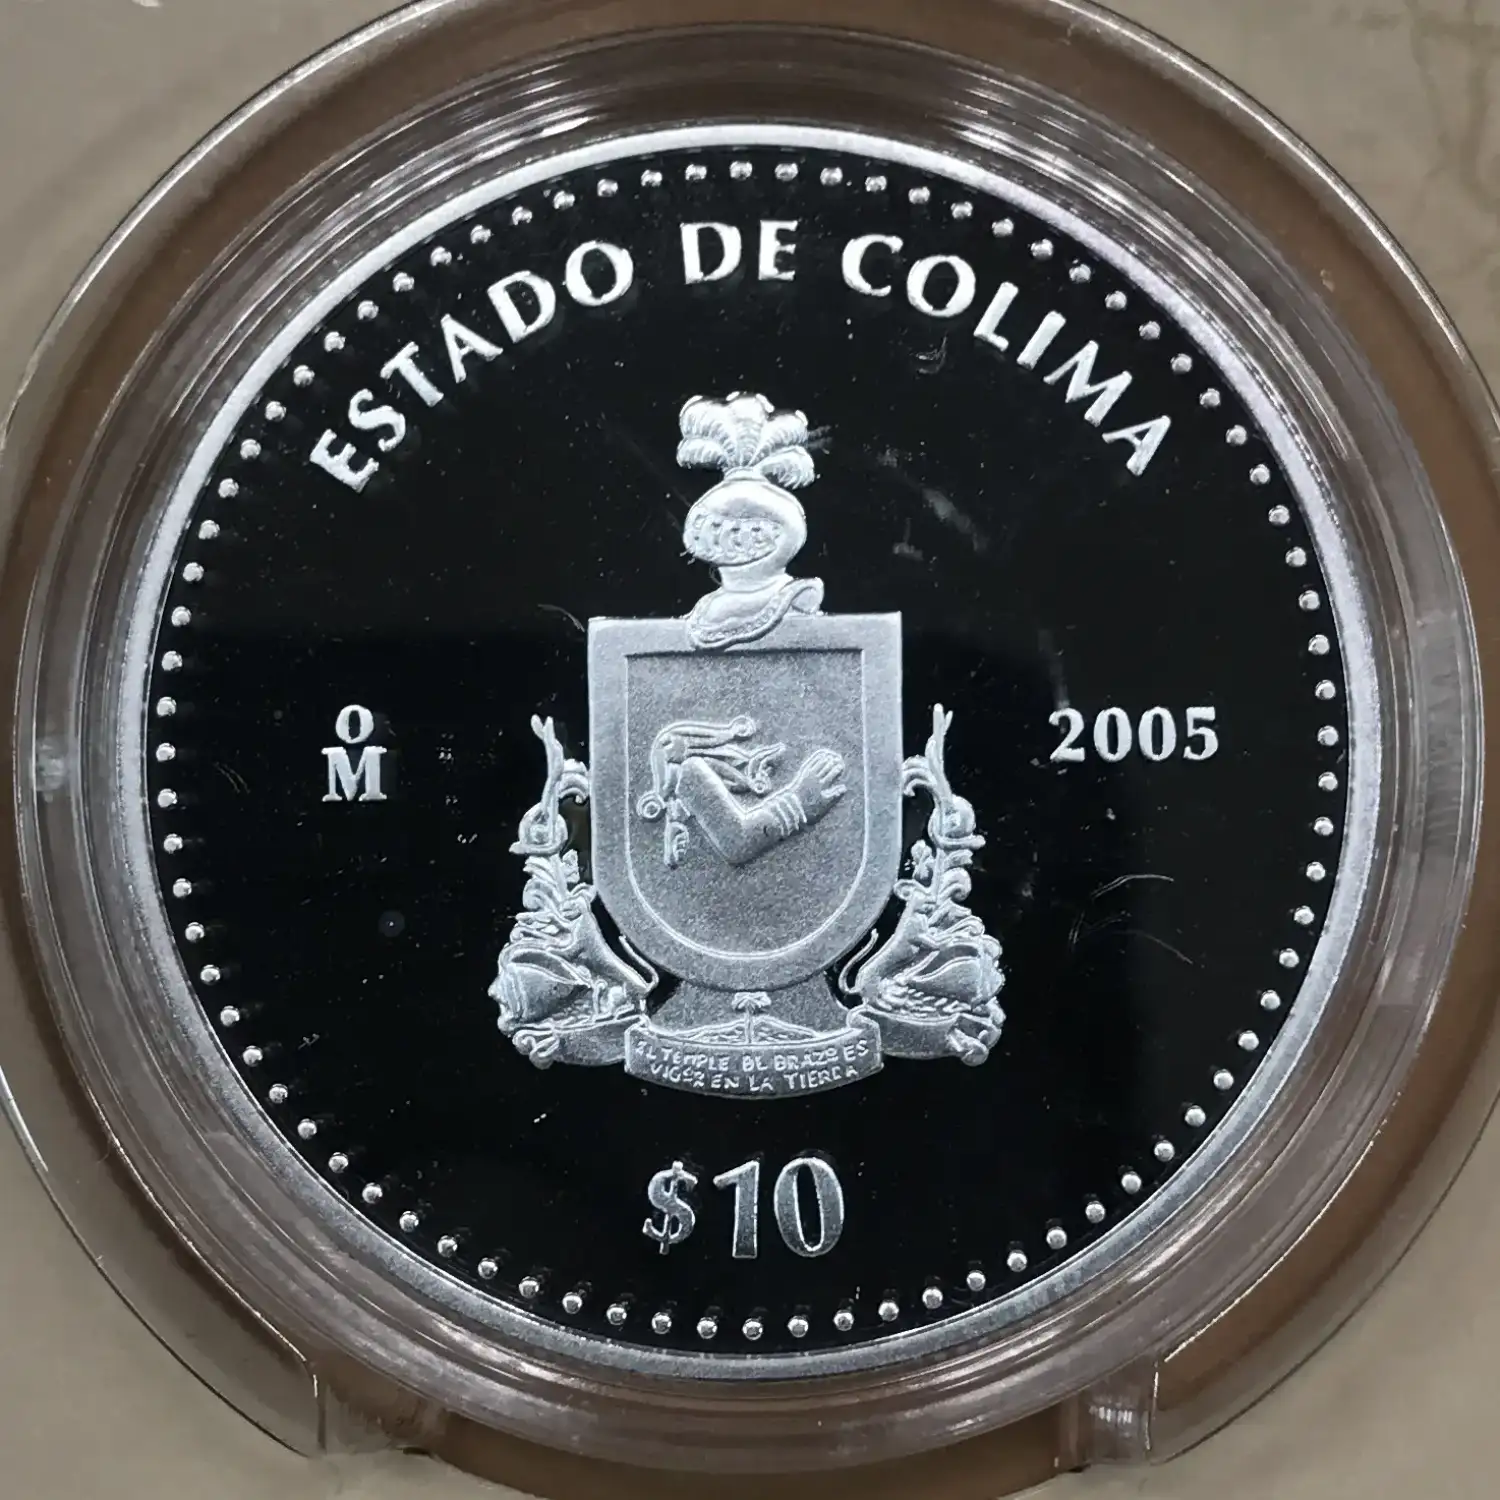 ESTADO DE COLIMA
o
M
2005
EL TEMPLE DEL BRAZO ES
VIGOR EN LA TIERRA
$10